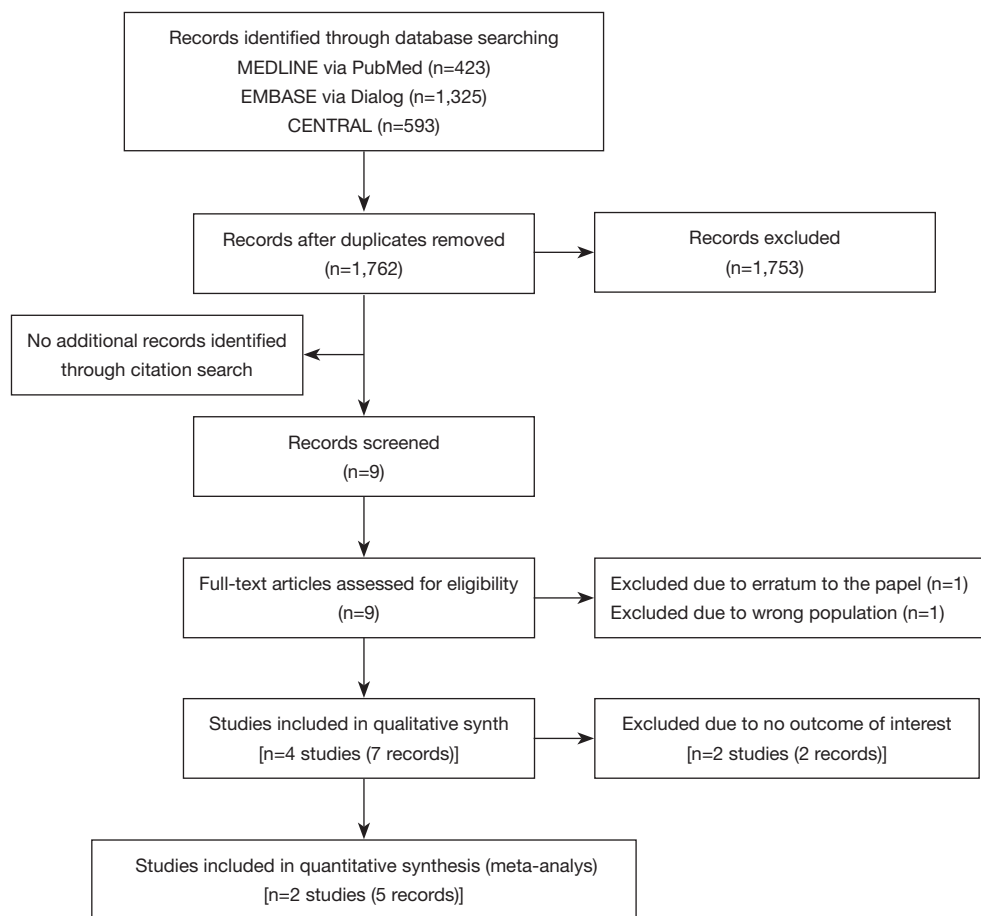 Records identified through database searching
MEDLINE via PubMed (n=423)
EMBASE via Dialog (n=1,325)
CENTRAL (n=593)
Records after duplicates removed
(n=1,762)
Records excluded
(n=1,753)
No additional records identified
through citation search
Records screened
(n=9)
Full-text articles assessed for eligibility
(n=9)
Excluded due to erratum to the papel (n=1)
Excluded due to wrong population (n=1)
Studies included in qualitative synth
[n=4 studies (7 records)]
Excluded due to no outcome of interest
[n=2 studies (2 records)]
Studies included in quantitative synthesis (meta-analys)
[n=2 studies (5 records)]